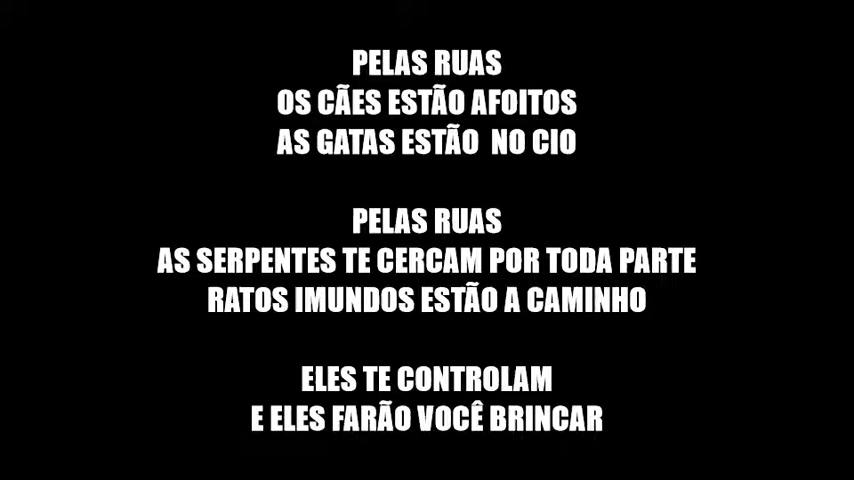 PELAS RUAS
OS CÃES ESTÃO AFOITOS
AS GATAS ESTÃO  NO CIO
PELAS RUAS
AS SERPENTES TE CERCAM POR TODA PARTE
RATOS IMUNDOS ESTÃO A CAMINHO
ELES TE CONTROLAM
E ELES FARÃO VOCÊ BRINCAR